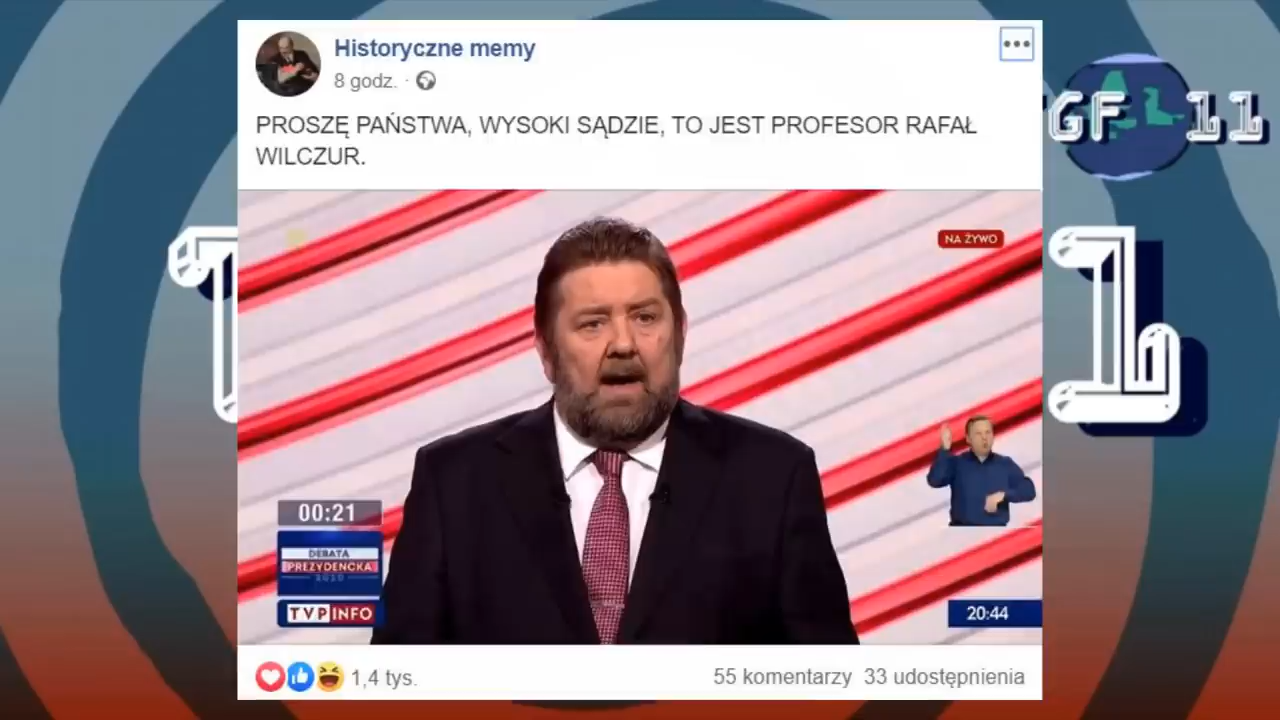 Historyczne memy
8 godz.
PROSZĘ PAŃSTWA, WYSOKI SĄDZIE, TO JEST PROFESOR RAFAŁ
WILCZUR.
GF 11
NA ŻYWO
00:21
DEBATA
PREZYDENCKA
2020
TVP INFO
20:44
1,4 tys.
55 komentarzy 33 udostępnienia